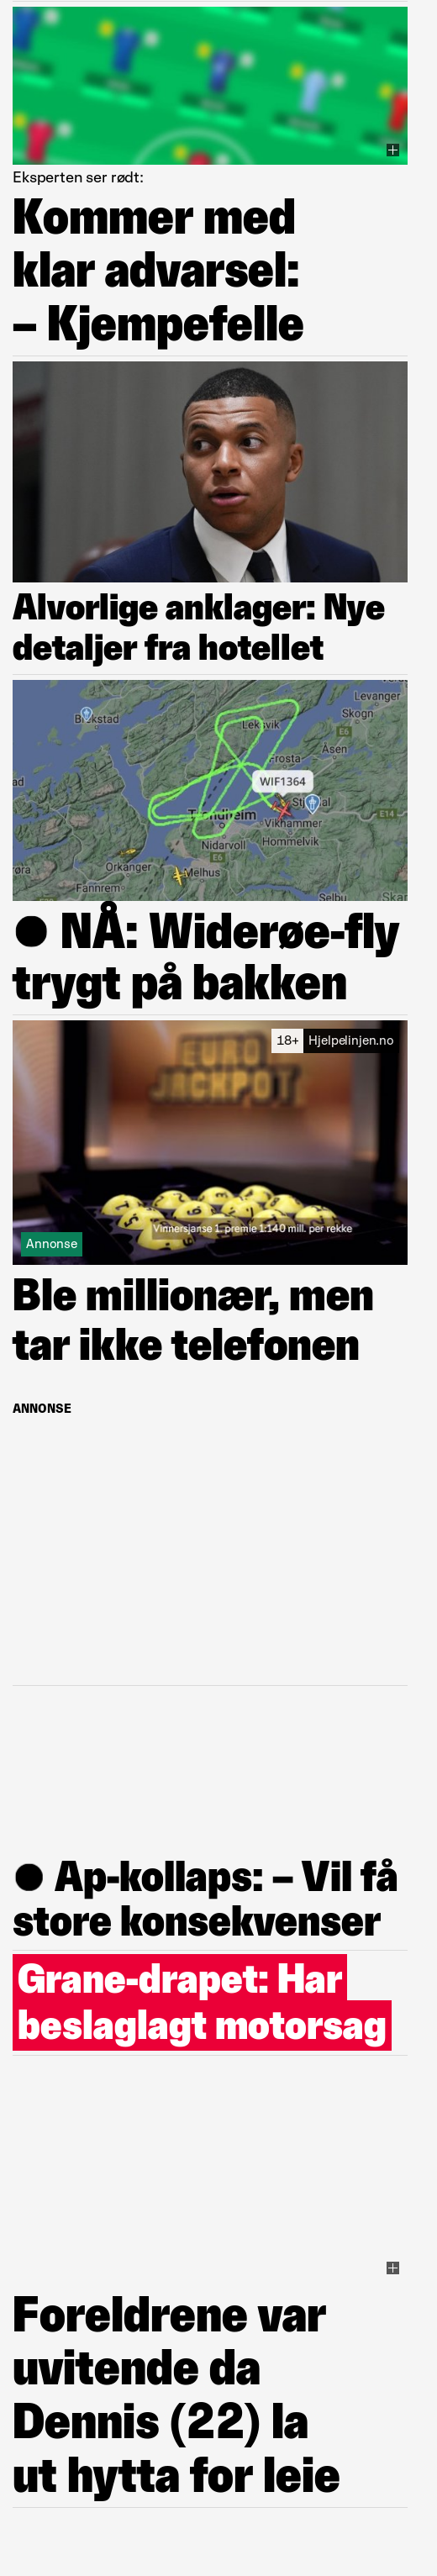 Eksperten ser rødt:
Kommer med
klar advarsel:
– Kjempefelle
Alvorlige anklager: Nye
detaljer fra hotellet
Levanger
Skogn
Leksvik
E6
Åsen
Frosta
WIF1364
E14
Vikhammer
Nidarvoll
Hommelvik
Orkanger
E6
Melhus
Fannrem
Selbu
● NÅ: Widerøe-fly
trygt på bakken
18+ Hjelpelinjen.no
EURO
JACKPOT
Vinnersjanse 1. premie 1:140 mill. per rekke
Annonse
Ble millionær, men
tar ikke telefonen
ANNONSE
● Ap-kollaps: – Vil få
store konsekvenser
Grane-drapet: Har
beslaglagt motorsag
Foreldrene var
uvitende da
Dennis (22) la
ut hytta for leie